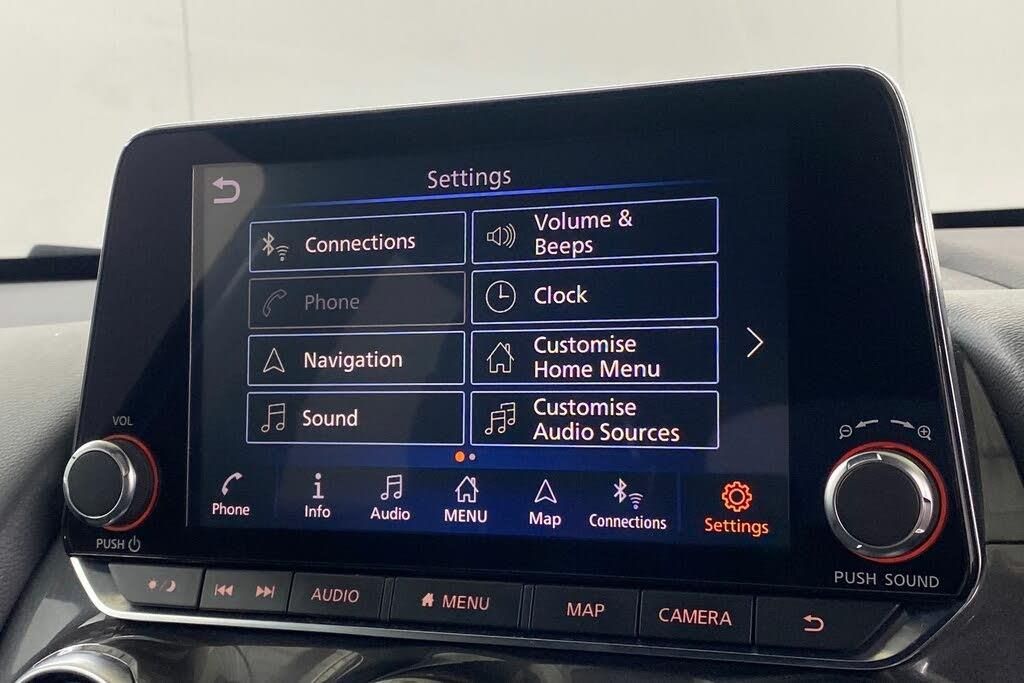 Settings
Connections
Volume &
Beeps
Phone
Clock
Navigation
Customise
Home Menu
Sound
Customise
Audio Sources
Phone
Info
Audio
MENU
Map
Connections
Settings
VOL
PUSH
PUSH SOUND
AUDIO
MENU
MAP
CAMERA